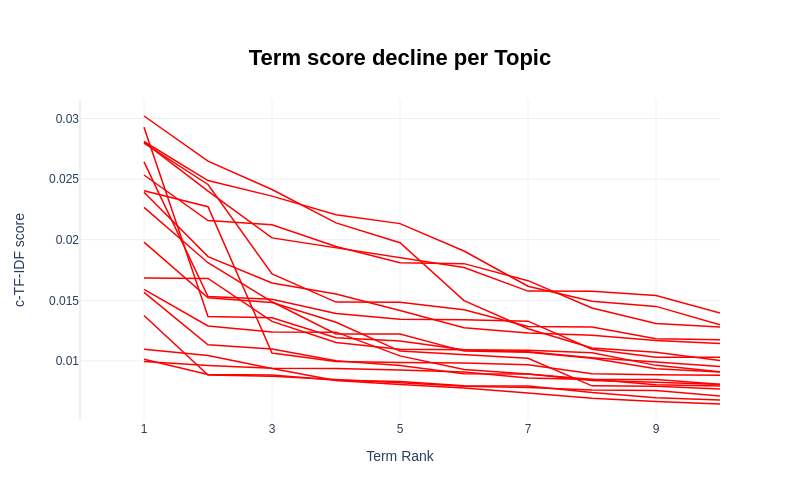 Term score decline per Topic
0.03
0.025
0.02
0.015
0.01
c-TF-IDF score
1 3 5 7 9
Term Rank